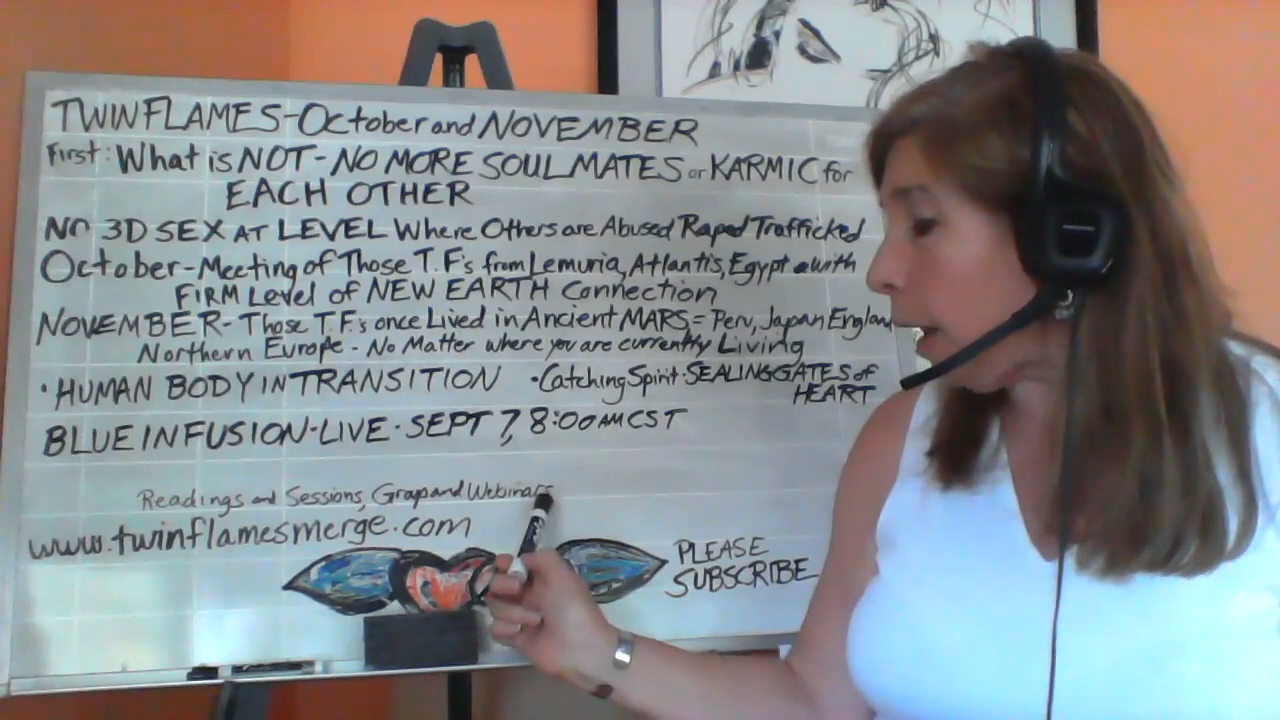 TWINFLAMES-October and NOVEMBER
First: What is NOT - NO MORE SOULMATES or KARMIC for
EACH OTHER
NO 3D SEX AT LEVEL Where Others are Abused Raped Trafficked
October-Meeting of Those T.F's from Lemuria, Atlantis, Egypt with
FIRM Level of NEW EARTH Connection
NOVEMBER- Those T.F.'s once Lived in Ancient MARS = Peru, Japan England
Northern Europe - No Matter where you are currently Living
• HUMAN BODY IN TRANSITION • Catching Spirit: SEALING GATES of
HEART
BLUE INFUSION•LIVE• SEPT 7, 8:00 AM CST
Readings and Sessions, Group and Webinars
www.twinflamesmerge.com
PLEASE
SUBSCRIBE